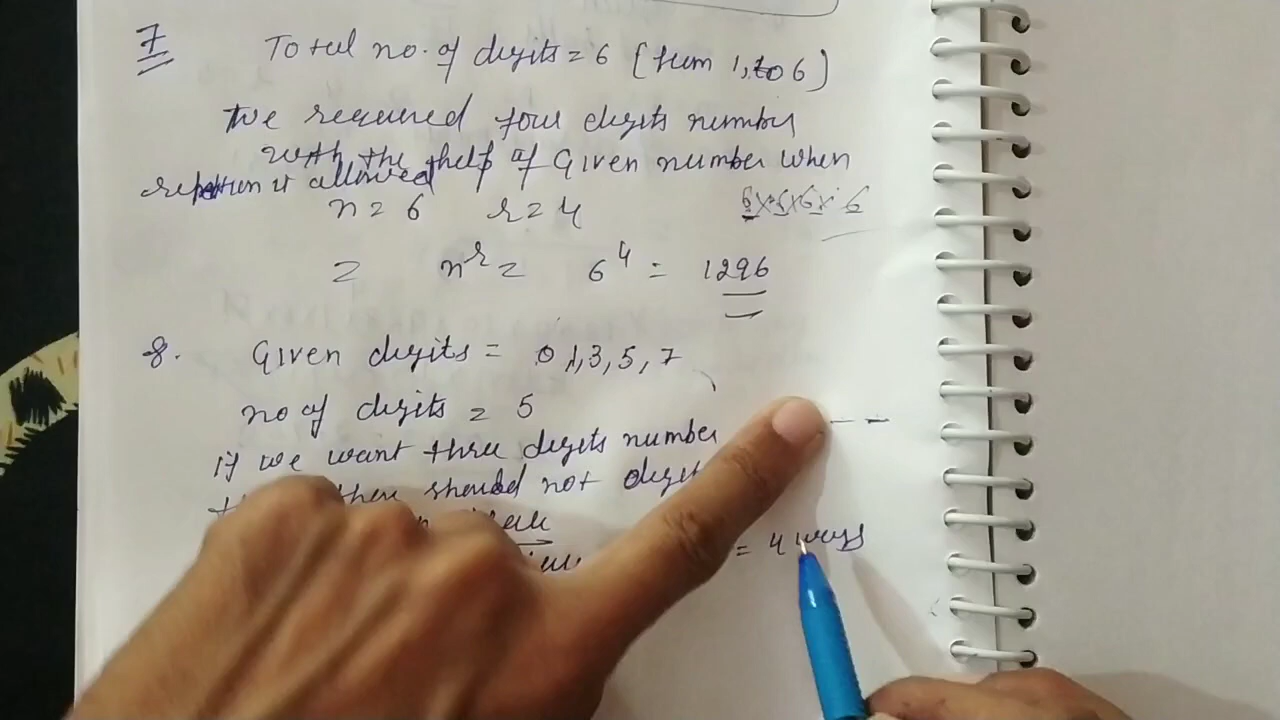 7 Total no. of digits = 6 [from 1, to 6)
We required four digits number
with the help of Given number when
repetition is allowed
n = 6 r = 4 6×6×6×6
= n^r = 6^4 = 1296
8. Given digits = 0 1, 3, 5, 7
no of digits = 5
if we want three digits number
there should not digit
= 4 ways